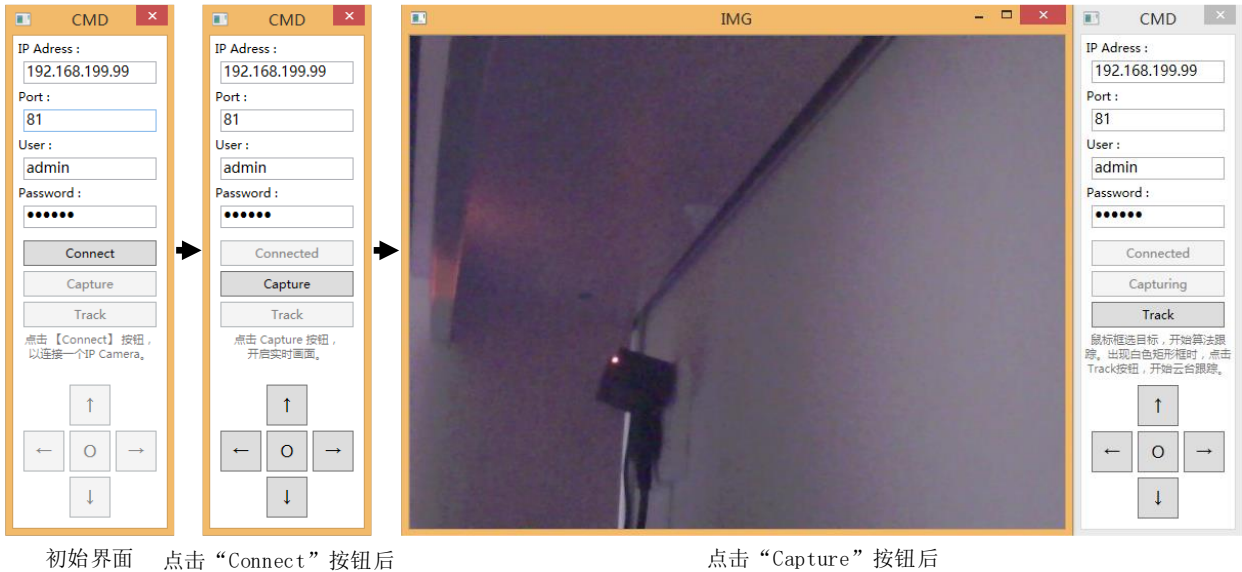 CMD
IP Adress :
192.168.199.99
Port :
81
User :
admin
Password :
●●●●●●
Connect
Capture
Track
点击 【Connect】 按钮，
以连接一个IP Camera。
↑
← O →
↓
初始界面
CMD
IP Adress :
192.168.199.99
Port :
81
User :
admin
Password :
●●●●●●
Connected
Capture
Track
点击 Capture 按钮，
开启实时画面。
↑
← O →
↓
点击“Connect”按钮后
IMG
CMD
IP Adress :
192.168.199.99
Port :
81
User :
admin
Password :
●●●●●●
Connected
Capturing
Track
鼠标框选目标，开始算法跟
踪。出现白色矩形框时，点击
Track按钮，开始云台跟踪。
↑
← O →
↓
点击“Capture”按钮后